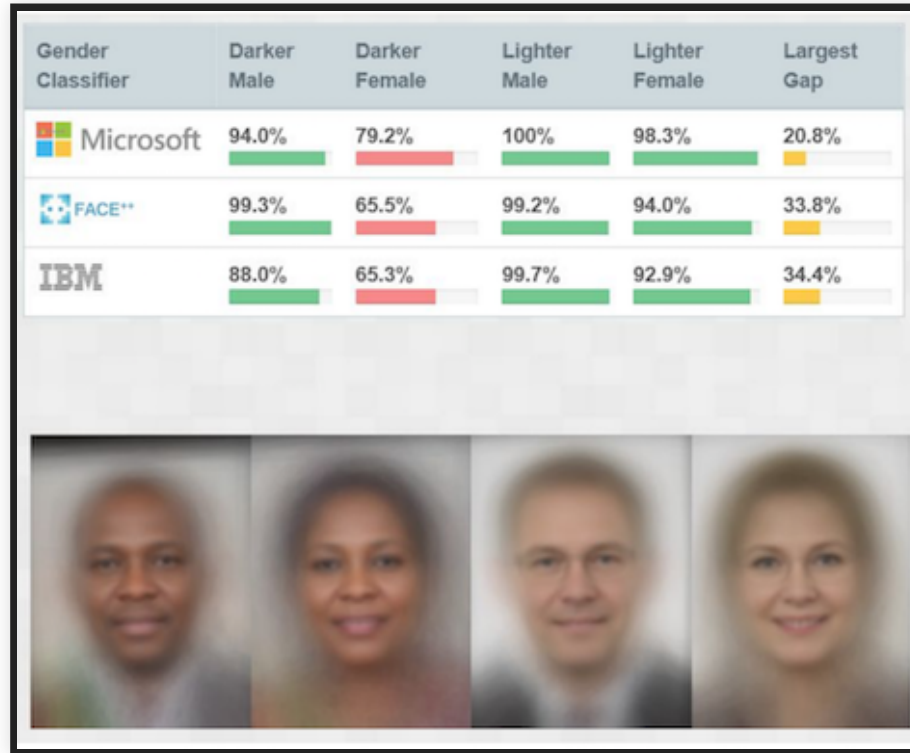 Gender Classifier Darker Male Darker Female Lighter Male Lighter Female Largest Gap
Microsoft 94.0% 79.2% 100% 98.3% 20.8%
FACE++ 99.3% 65.5% 99.2% 94.0% 33.8%
IBM 88.0% 65.3% 99.7% 92.9% 34.4%